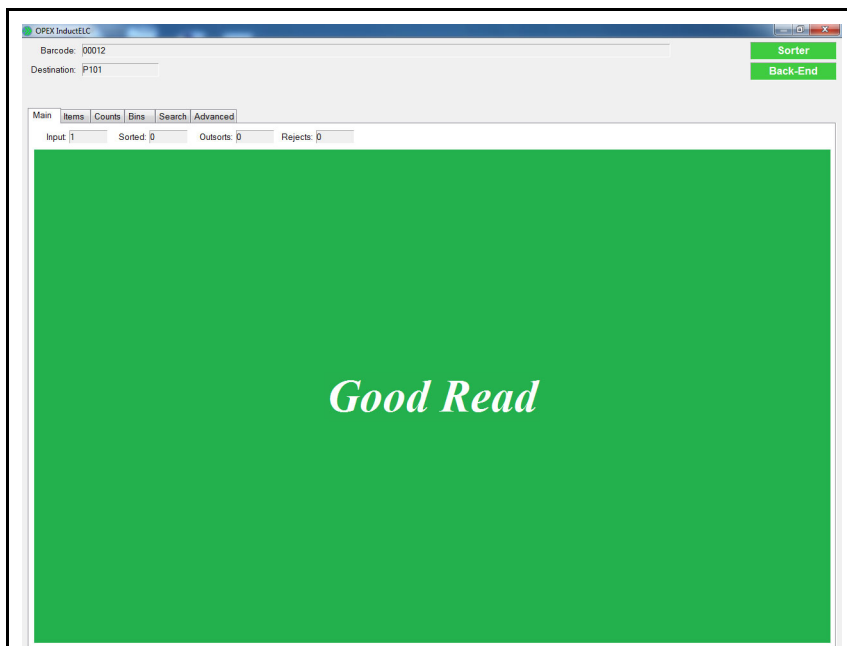 OPEX InductELC
Barcode: 00012
Sorter
Destination: P101
Back-End
Main Items Counts Bins Search Advanced
Input: 1 Sorted: 0 Outsorts: 0 Rejects: 0
Good Read